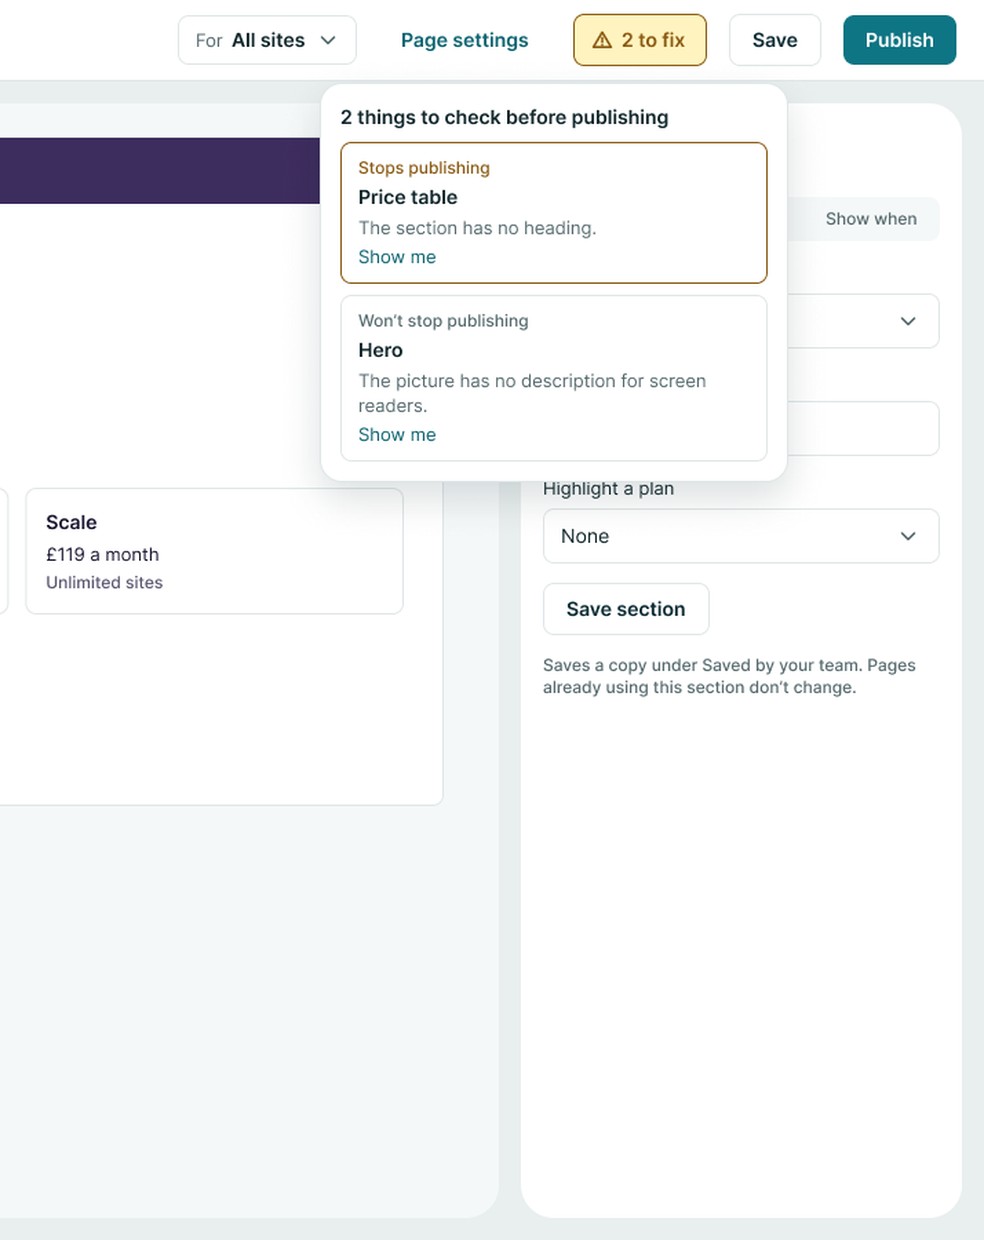 For All sites
Page settings
2 to fix
Save
Publish
2 things to check before publishing
Stops publishing
Price table
The section has no heading.
Show me
Won't stop publishing
Hero
The picture has no description for screen
readers.
Show me
Show when
Highlight a plan
None
Save section
Saves a copy under Saved by your team. Pages
already using this section don't change.
Scale
£119 a month
Unlimited sites